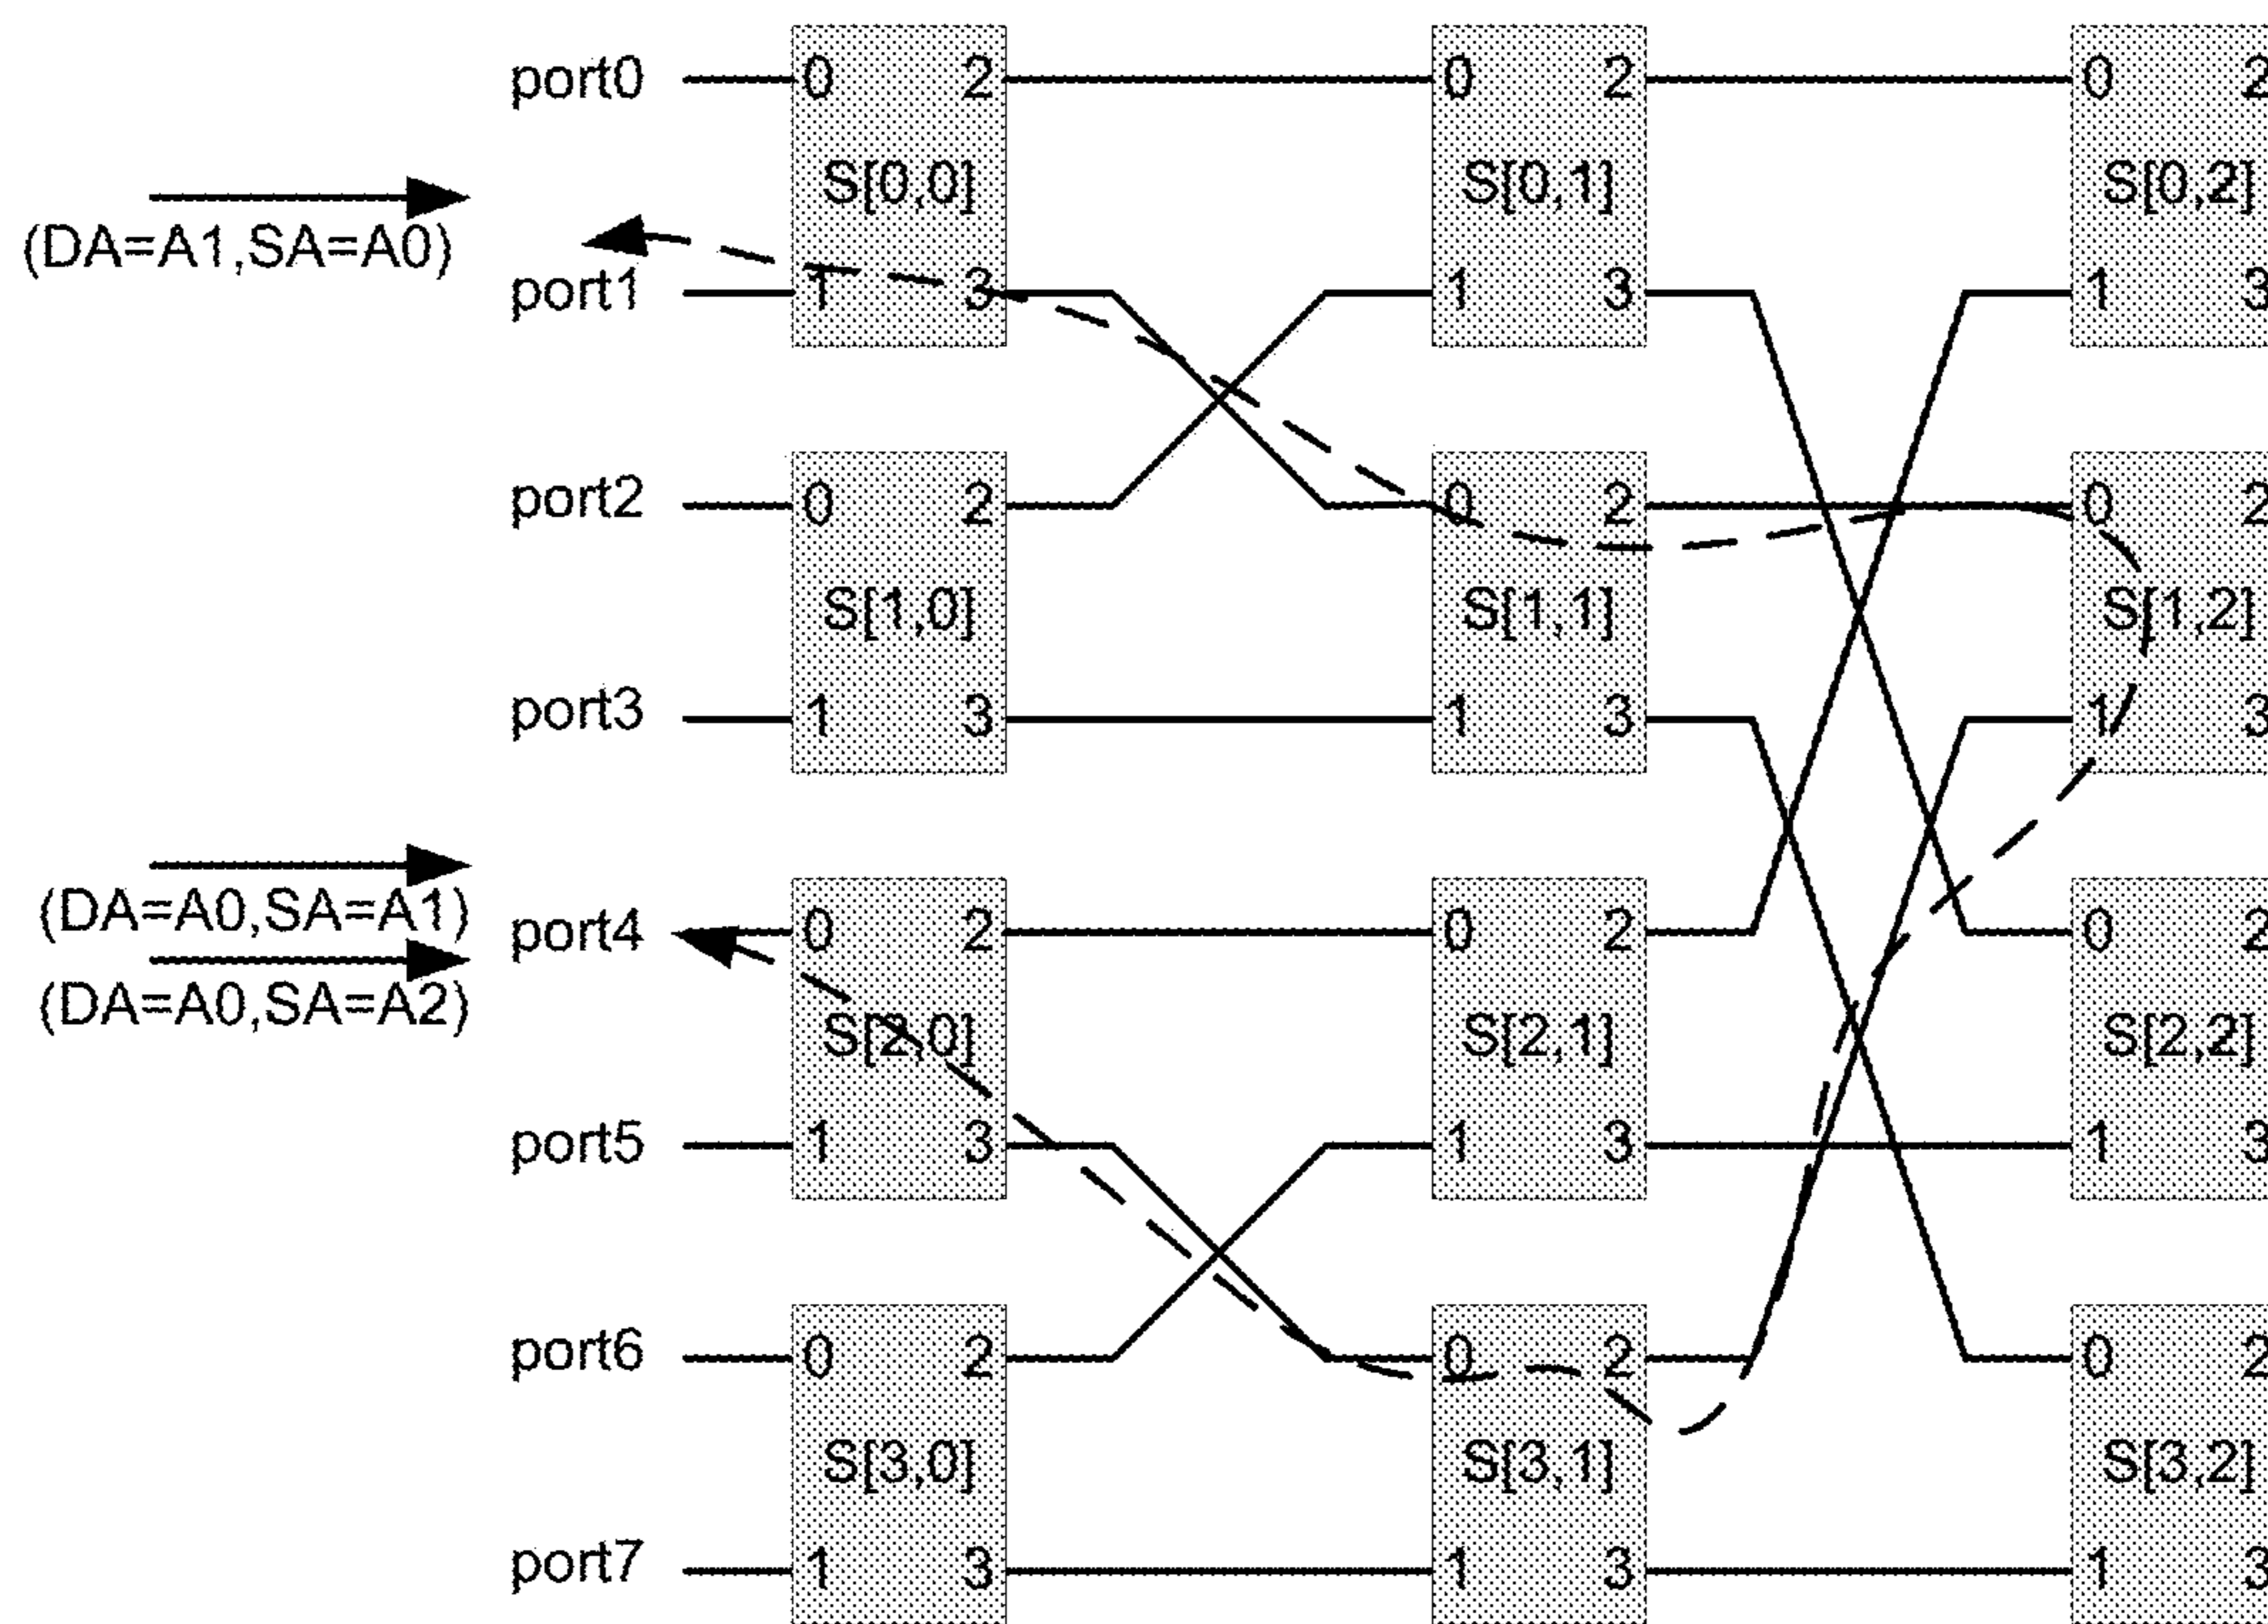 port0 0 2 0 2 0 2
S[0,0] S[0,1] S[0,2]
(DA=A1,SA=A0)
port1 1 3 1 3 1 3
port2 0 2 0 2 0 2
S[1,0] S[1,1] S[1,2]
port3 1 3 1 3 1 3
(DA=A0,SA=A1)
port4 0 2 0 2 0 2
(DA=A0,SA=A2)
S[2,0] S[2,1] S[2,2]
port5 1 3 1 3 1 3
port6 0 2 0 2 0 2
S[3,0] S[3,1] S[3,2]
port7 1 3 1 3 1 3